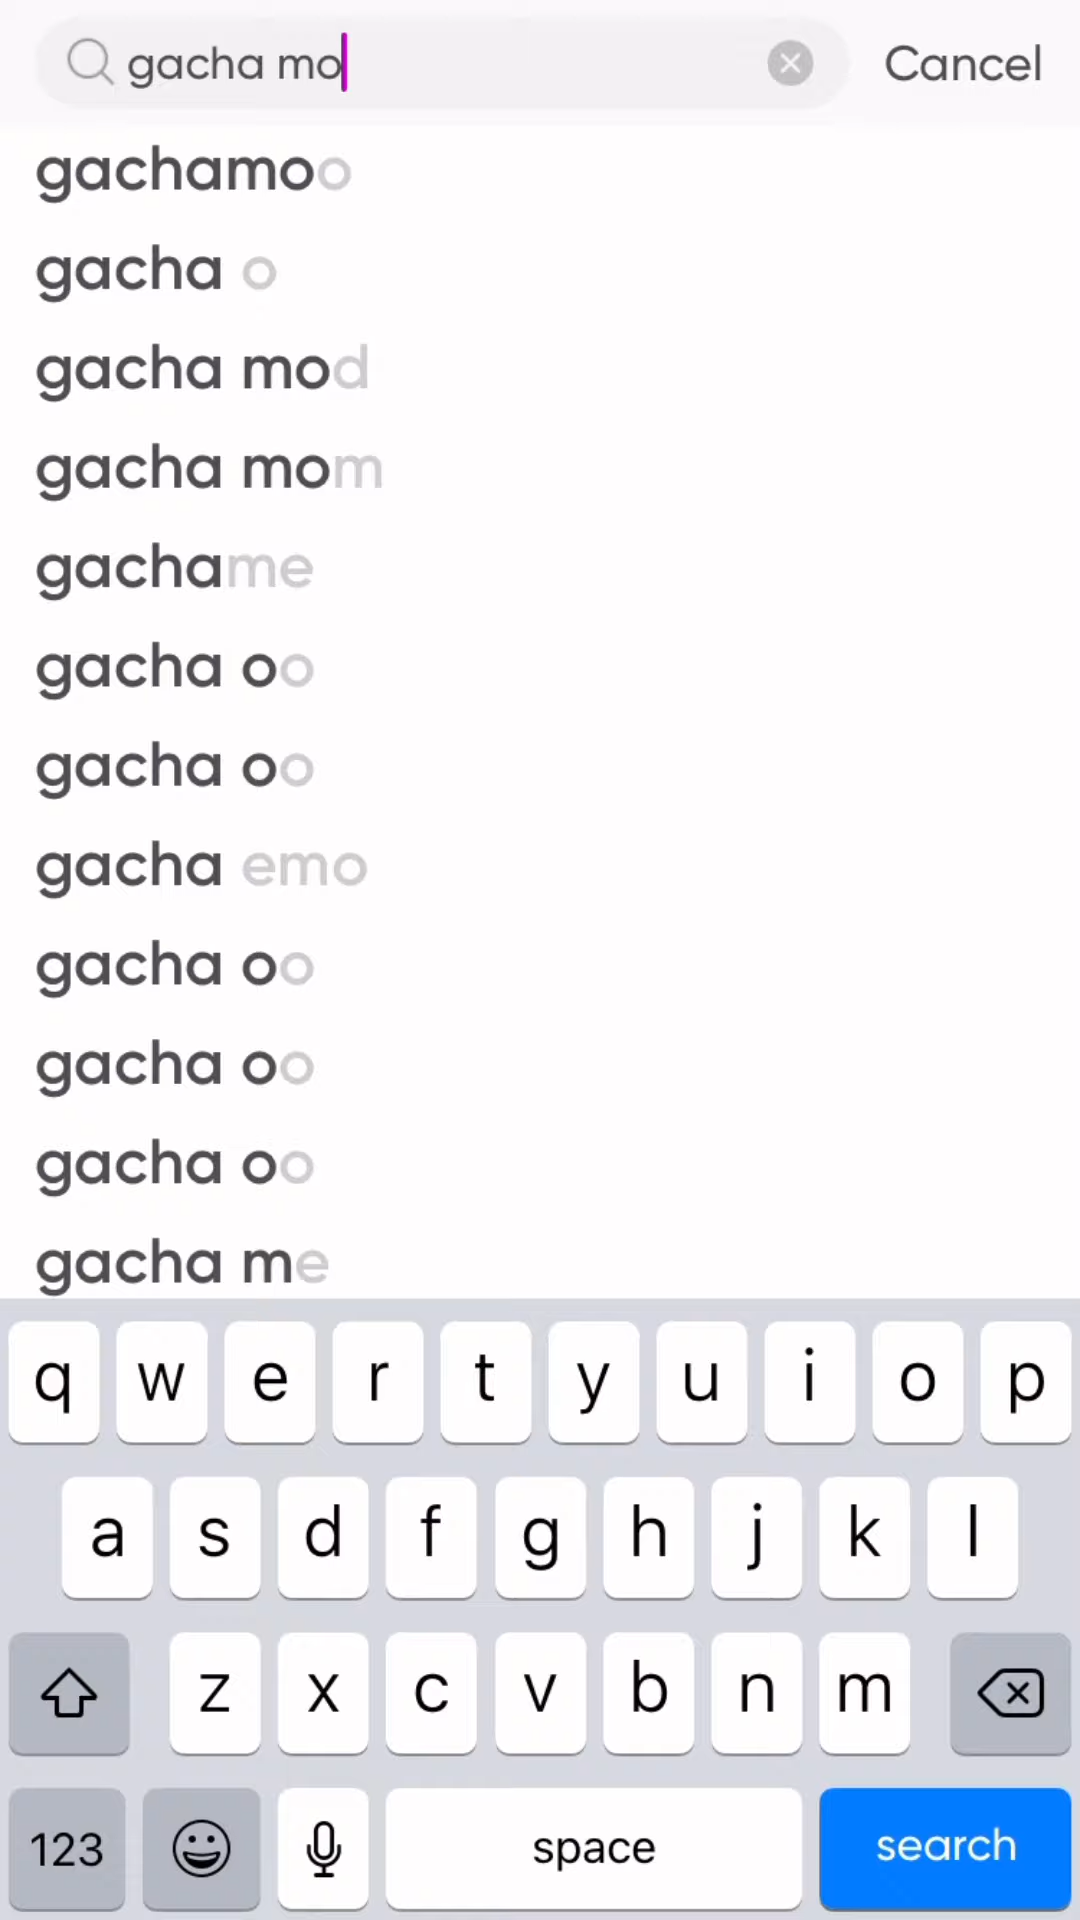 gacha mo
Cancel
gachamoo
gacha o
gacha mod
gacha mom
gachame
gacha oo
gacha oo
gacha emo
gacha oo
gacha oo
gacha oo
gacha me
q w e r t y u i o p
a s d f g h j k l
z x c v b n m
123 space search